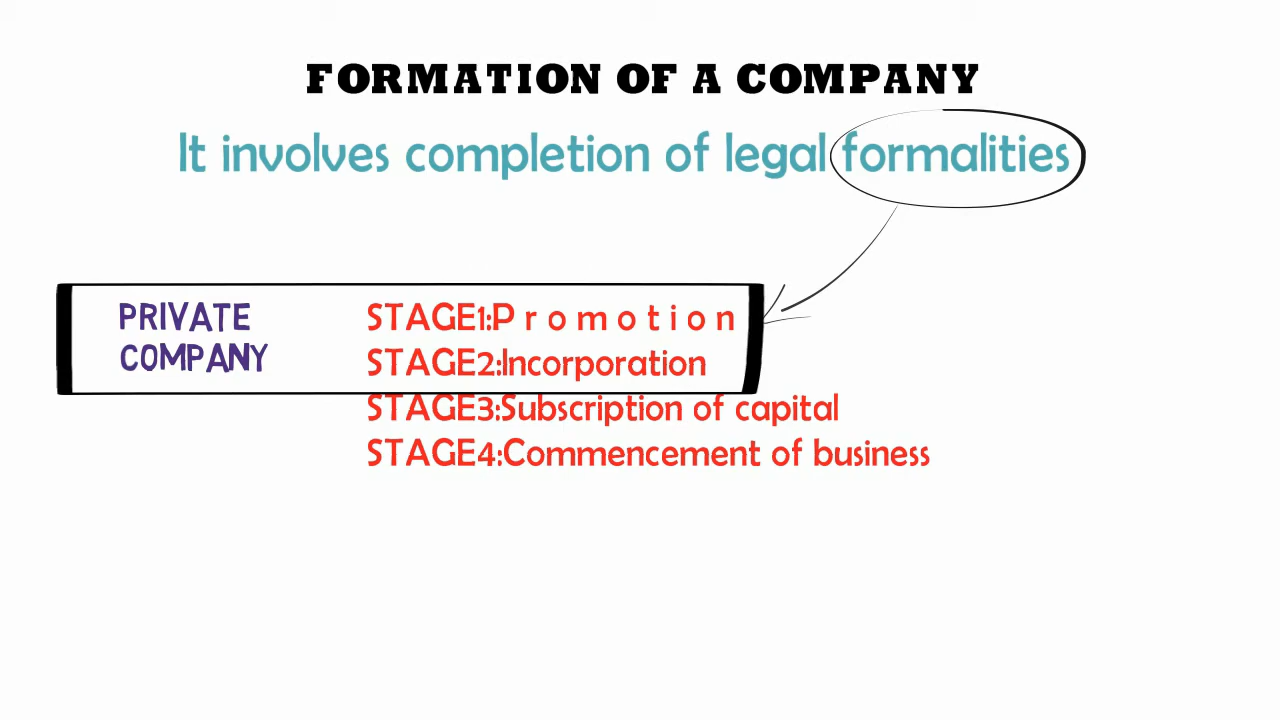 FORMATION OF A COMPANY
It involves completion of legal formalities
PRIVATE
COMPANY
STAGE1:Promotion
STAGE2:Incorporation
STAGE3:Subscription of capital
STAGE4:Commencement of business